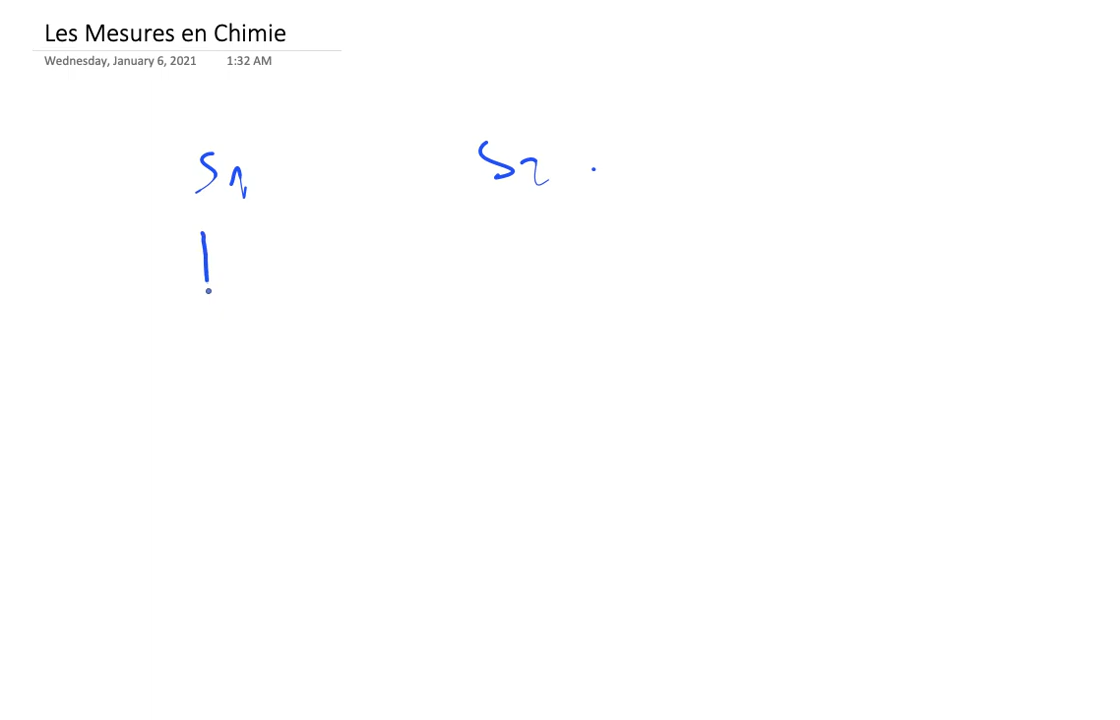 Les Mesures en Chimie
Wednesday, January 6, 2021 1:32 AM
S1 S2 .